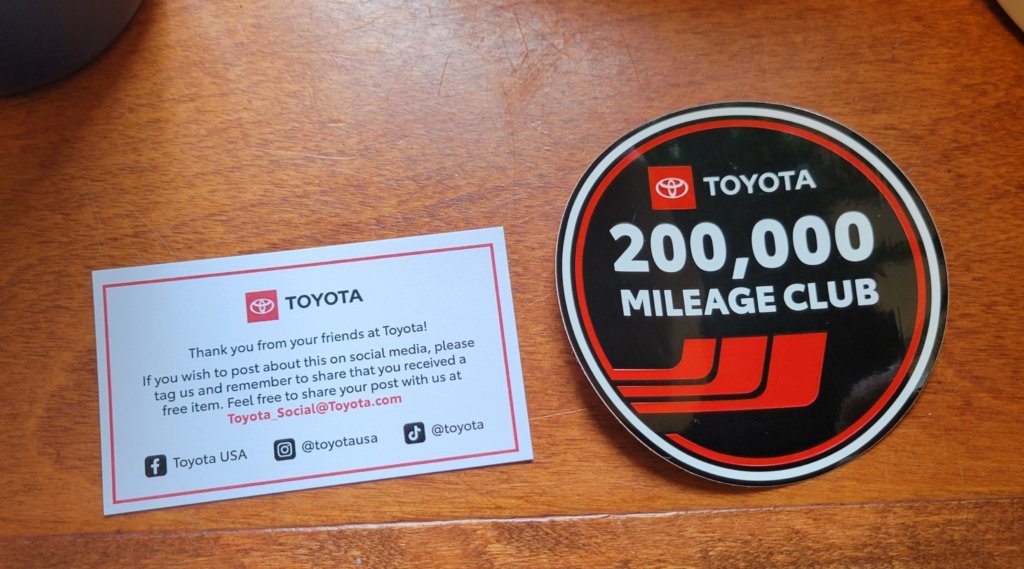 TOYOTA
Thank you from your friends at Toyota!
If you wish to post about this on social media, please
tag us and remember to share that you received a
free item. Feel free to share your post with us at
Toyota_Social@Toyota.com
Toyota USA
@toyotausa
@toyota
TOYOTA
200,000
MILEAGE CLUB